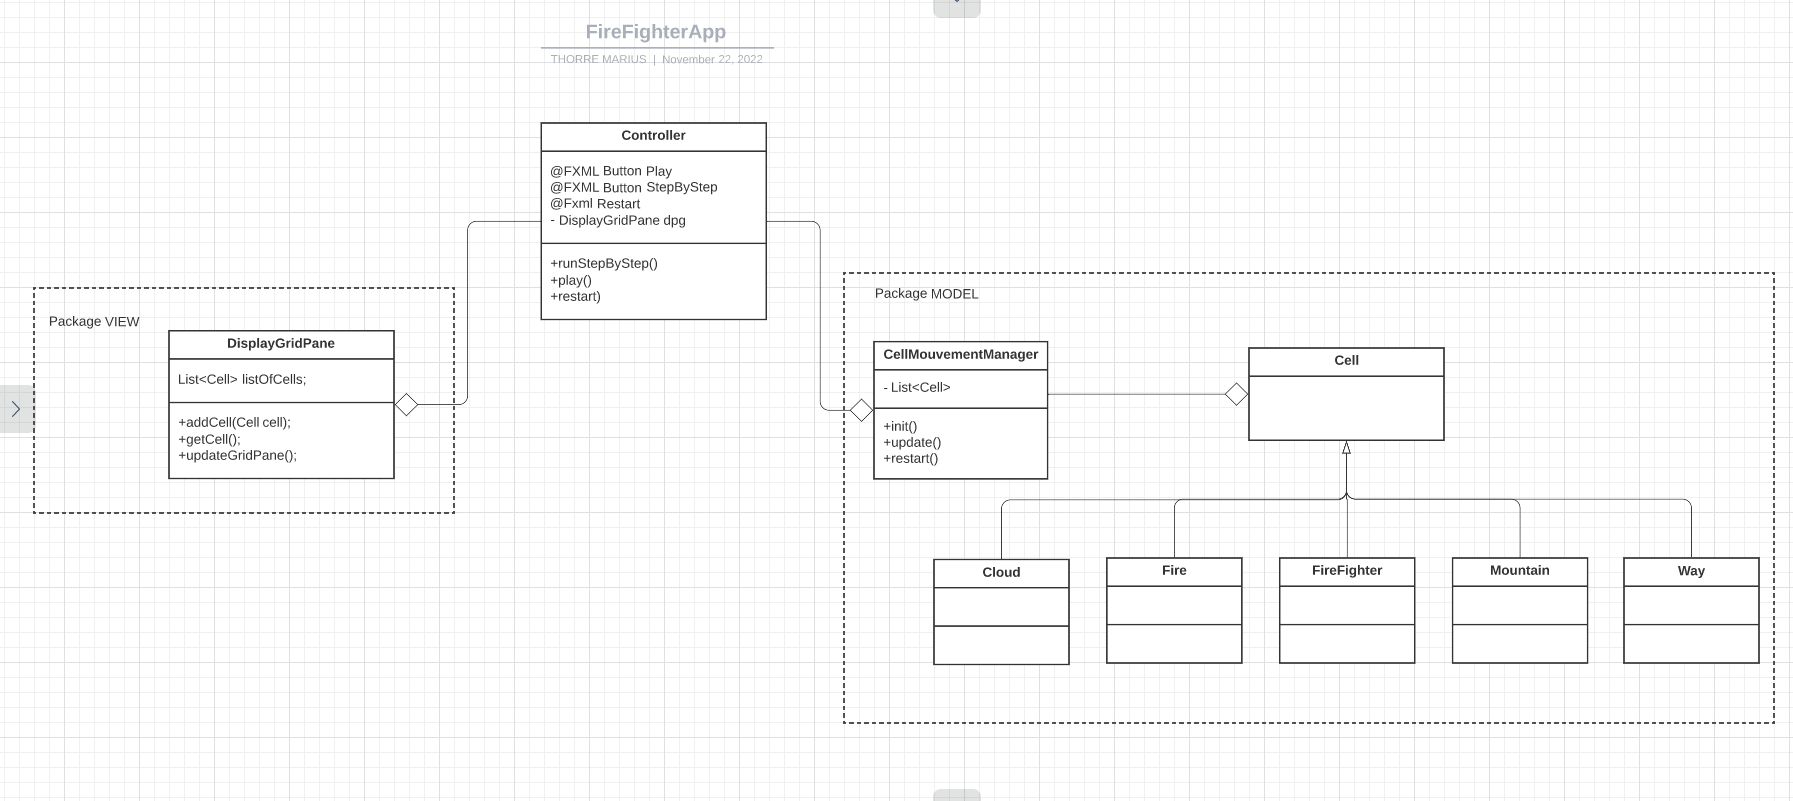 FireFighterApp
THORRE MARIUS | November 22, 2022
Controller
@FXML Button Play
@FXML Button StepByStep
@Fxml Restart
- DisplayGridPane dpg
+runStepByStep()
+play()
+restart)
Package VIEW
DisplayGridPane
List<Cell> listOfCells;
+addCell(Cell cell);
+getCell();
+updateGridPane();
Package MODEL
CellMouvementManager
- List<Cell>
+init()
+update()
+restart()
Cell
Cloud
Fire
FireFighter
Mountain
Way